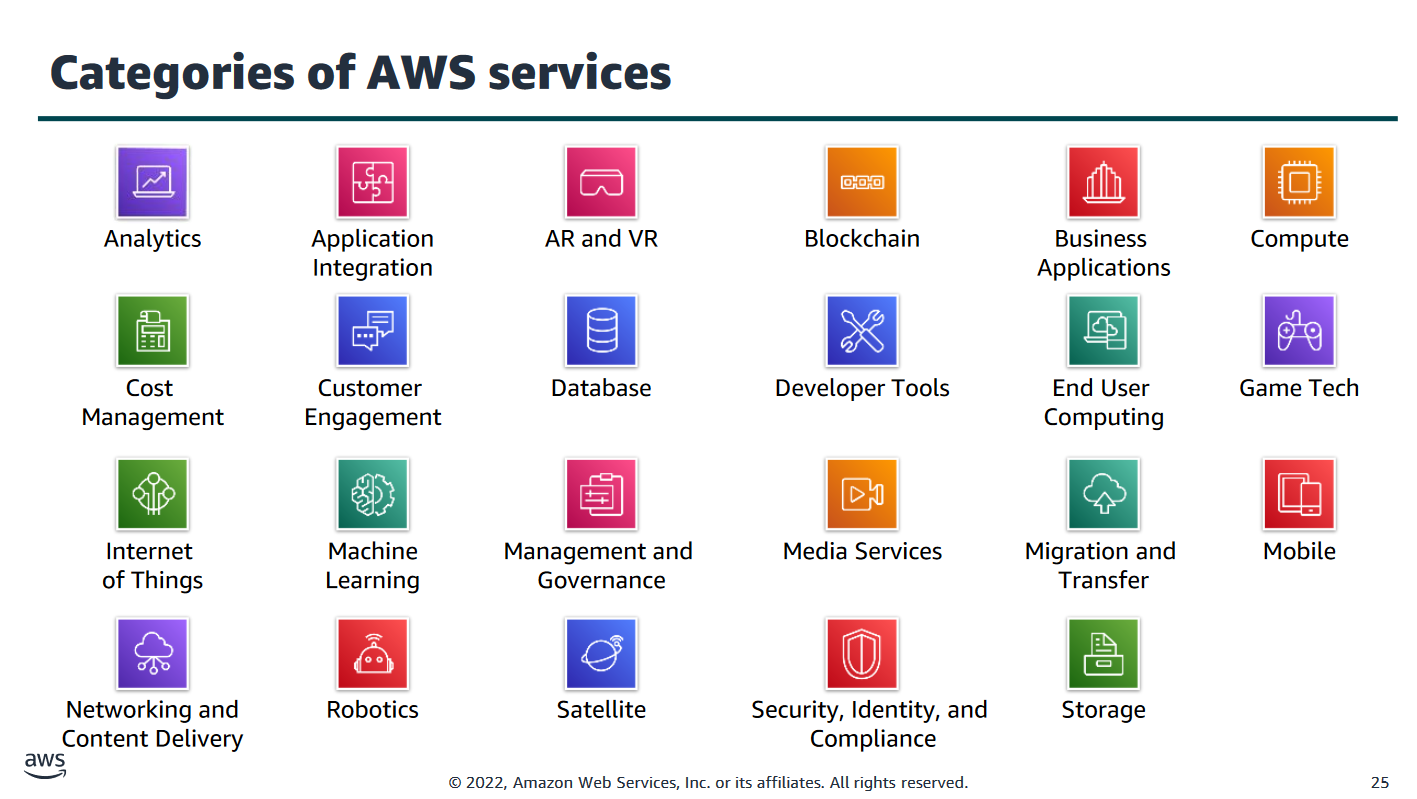 Categories of AWS services
Analytics
Application
Integration
AR and VR
Blockchain
Business
Applications
Compute
Cost
Management
Customer
Engagement
Database
Developer Tools
End User
Computing
Game Tech
Internet
of Things
Machine
Learning
Management and
Governance
Media Services
Migration and
Transfer
Mobile
Networking and
Content Delivery
Robotics
Satellite
Security, Identity, and
Compliance
Storage
aws
© 2022, Amazon Web Services, Inc. or its affiliates. All rights reserved.
25